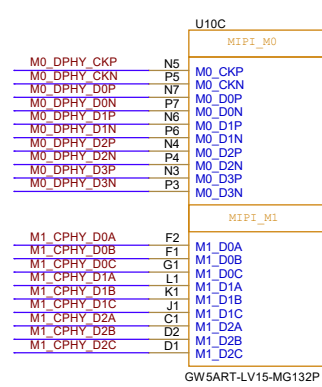 U10C
MIPI_M0
M0_DPHY_CKP N5 M0_CKP
M0_DPHY_CKN P5 M0_CKN
M0_DPHY_D0P N7 M0_D0P
M0_DPHY_D0N P7 M0_D0N
M0_DPHY_D1P N6 M0_D1P
M0_DPHY_D1N P6 M0_D1N
M0_DPHY_D2P N4 M0_D2P
M0_DPHY_D2N P4 M0_D2N
M0_DPHY_D3P N3 M0_D3P
M0_DPHY_D3N P3 M0_D3N
MIPI_M1
M1_CPHY_D0A F2 M1_D0A
M1_CPHY_D0B F1 M1_D0B
M1_CPHY_D0C G1 M1_D0C
M1_CPHY_D1A L1 M1_D1A
M1_CPHY_D1B K1 M1_D1B
M1_CPHY_D1C J1 M1_D1C
M1_CPHY_D2A C1 M1_D2A
M1_CPHY_D2B D2 M1_D2B
M1_CPHY_D2C D1 M1_D2C
GW5ART-LV15-MG132P